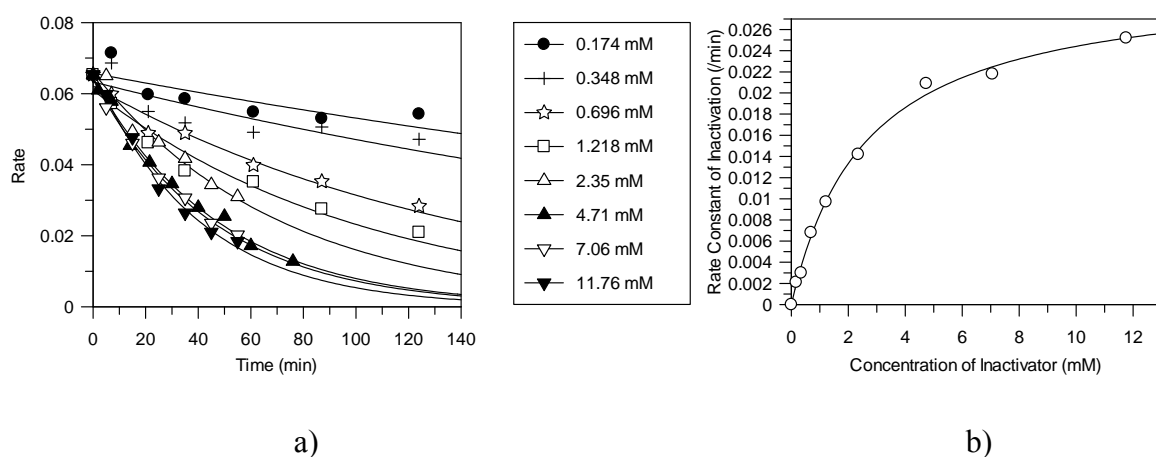 0.08
0.06
0.04
0.02
0
Rate
0 20 40 60 80 100 120 140
Time (min)
0.174 mM
0.348 mM
0.696 mM
1.218 mM
2.35 mM
4.71 mM
7.06 mM
11.76 mM
0.026
0.024
0.022
0.02
0.018
0.016
0.014
0.012
0.01
0.008
0.006
0.004
0.002
0
Rate Constant of Inactivation (/min)
0 2 4 6 8 10 12
Concentration of Inactivator (mM)
a) b)